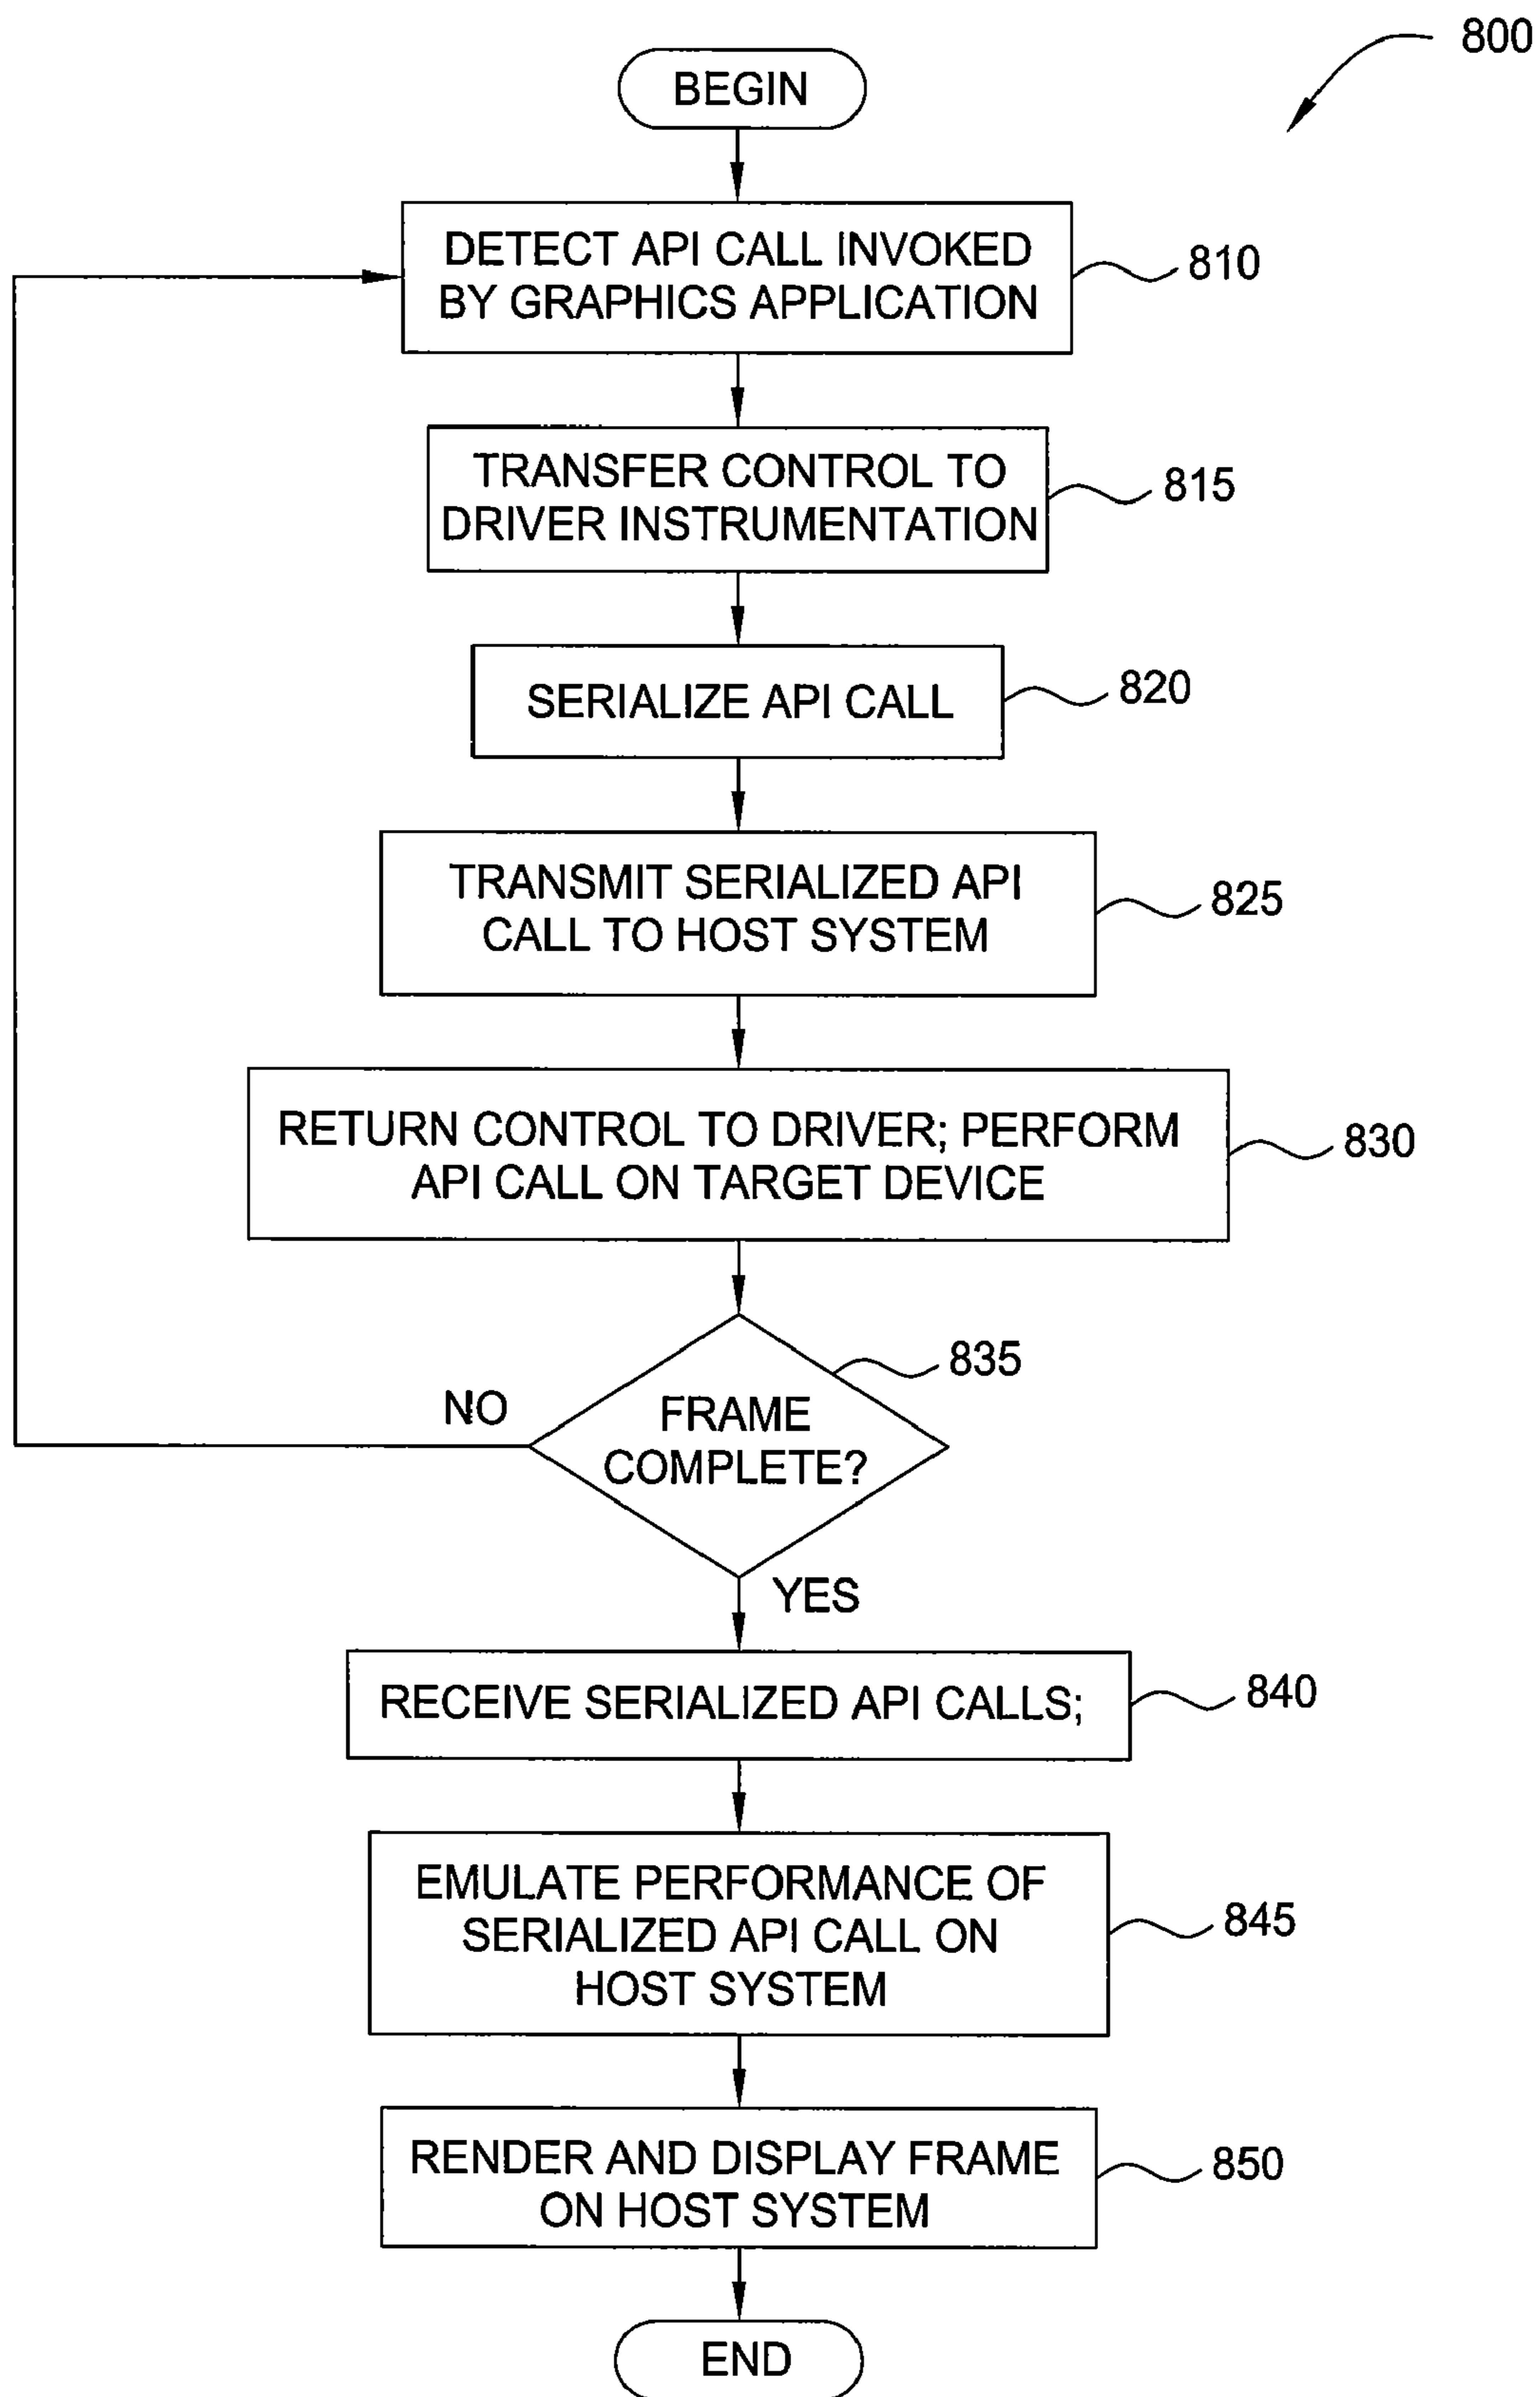 800
BEGIN
DETECT API CALL INVOKED
BY GRAPHICS APPLICATION
810
TRANSFER CONTROL TO
DRIVER INSTRUMENTATION
815
SERIALIZE API CALL
820
TRANSMIT SERIALIZED API
CALL TO HOST SYSTEM
825
RETURN CONTROL TO DRIVER; PERFORM
API CALL ON TARGET DEVICE
830
FRAME
COMPLETE?
835
NO
YES
RECEIVE SERIALIZED API CALLS;
840
EMULATE PERFORMANCE OF
SERIALIZED API CALL ON
HOST SYSTEM
845
RENDER AND DISPLAY FRAME
ON HOST SYSTEM
850
END